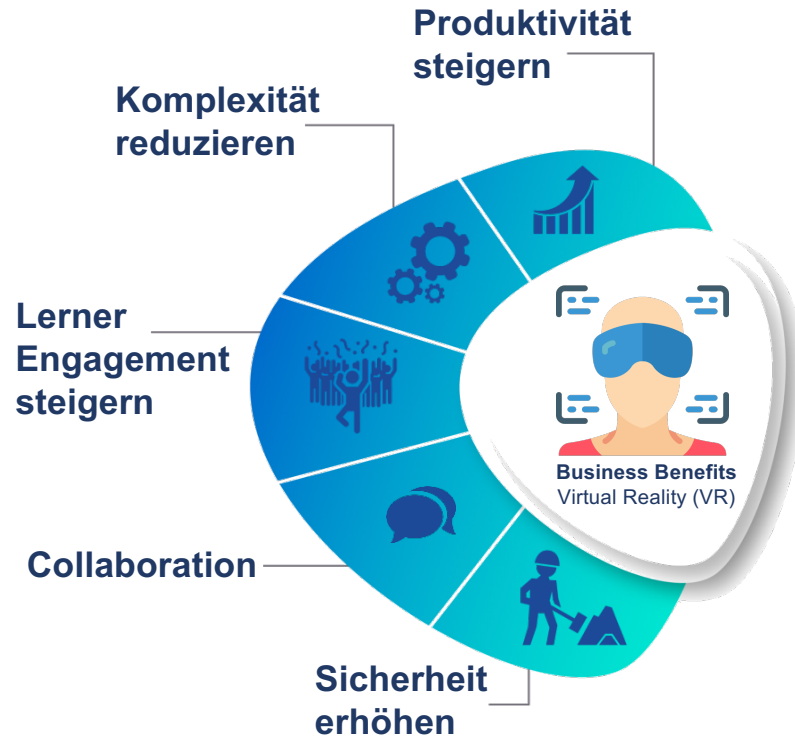 Produktivität
steigern
Komplexität
reduzieren
Lerner
Engagement
steigern
Collaboration
Sicherheit
erhöhen
Business Benefits
Virtual Reality (VR)